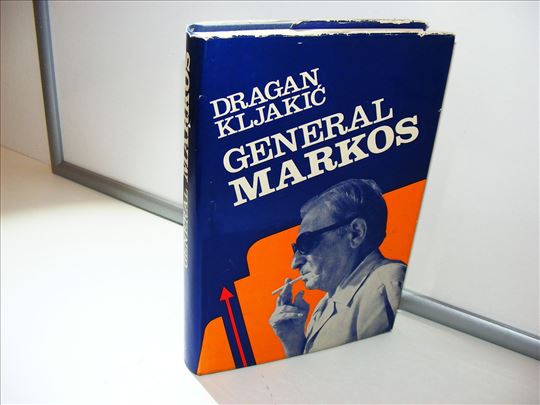 DRAGAN
KLJAKIĆ
GENERAL
MARKOS
GENERAL MARKOS